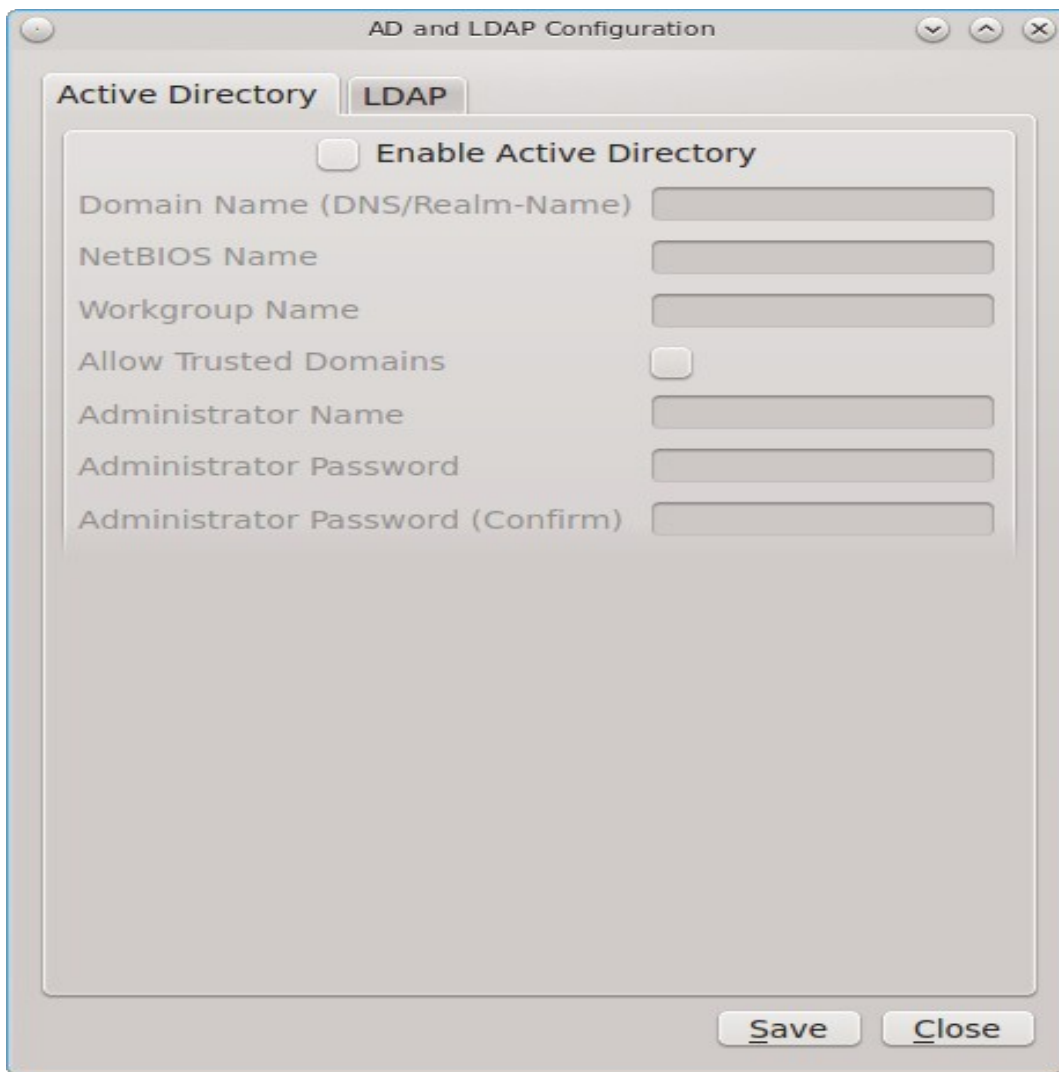 AD and LDAP Configuration
Active Directory LDAP
Enable Active Directory
Domain Name (DNS/Realm-Name)
NetBIOS Name
Workgroup Name
Allow Trusted Domains
Administrator Name
Administrator Password
Administrator Password (Confirm)
Save Close